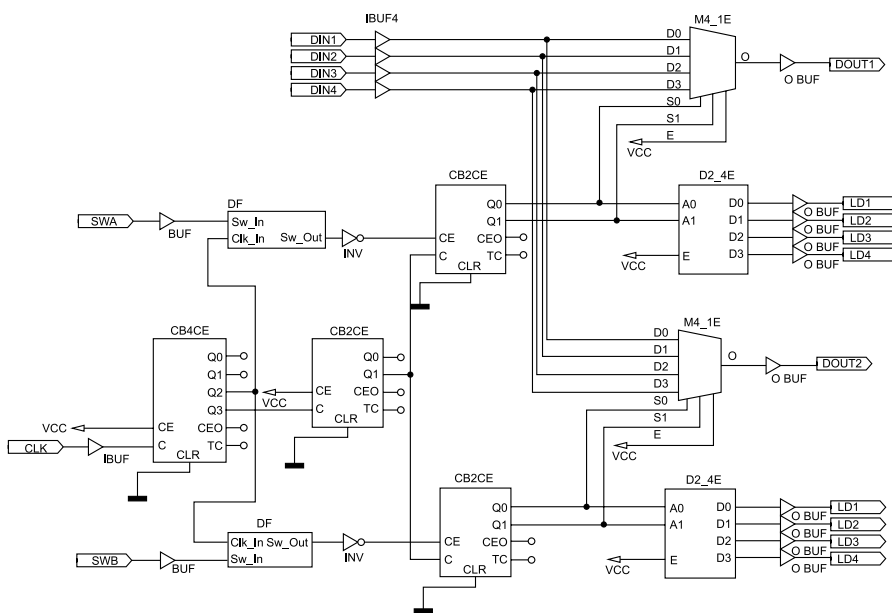 IBUF4
M4_1E
DIN1
D0
DIN2
D1
O
DIN3
D2
DOUT1
DIN4
D3
O BUF
S0
S1
E
VCC
CB2CE
D2_4E
DF
Q0
A0
D0
LD1
SWA
Sw_In
Q1
A1
D1
O BUF
LD2
BUF
Clk_In
Sw_Out
CE
CEO
D2
O BUF
LD3
INV
C
TC
E
D3
O BUF
LD4
CLR
VCC
O BUF
CB4CE
CB2CE
M4_1E
Q0
Q0
D0
Q1
Q1
D1
O
Q2
CE
CEO
D2
DOUT2
Q3
VCC
C
TC
D3
O BUF
VCC
CE
CEO
CLR
S0
CLK
C
TC
S1
IBUF
CLR
E
VCC
CB2CE
D2_4E
DF
Q0
A0
D0
LD1
Clk_In
Sw_Out
CE
Q1
A1
D1
O BUF
LD2
SWB
Sw_In
C
CEO
D2
O BUF
LD3
BUF
INV
TC
E
D3
O BUF
LD4
CLR
VCC
O BUF